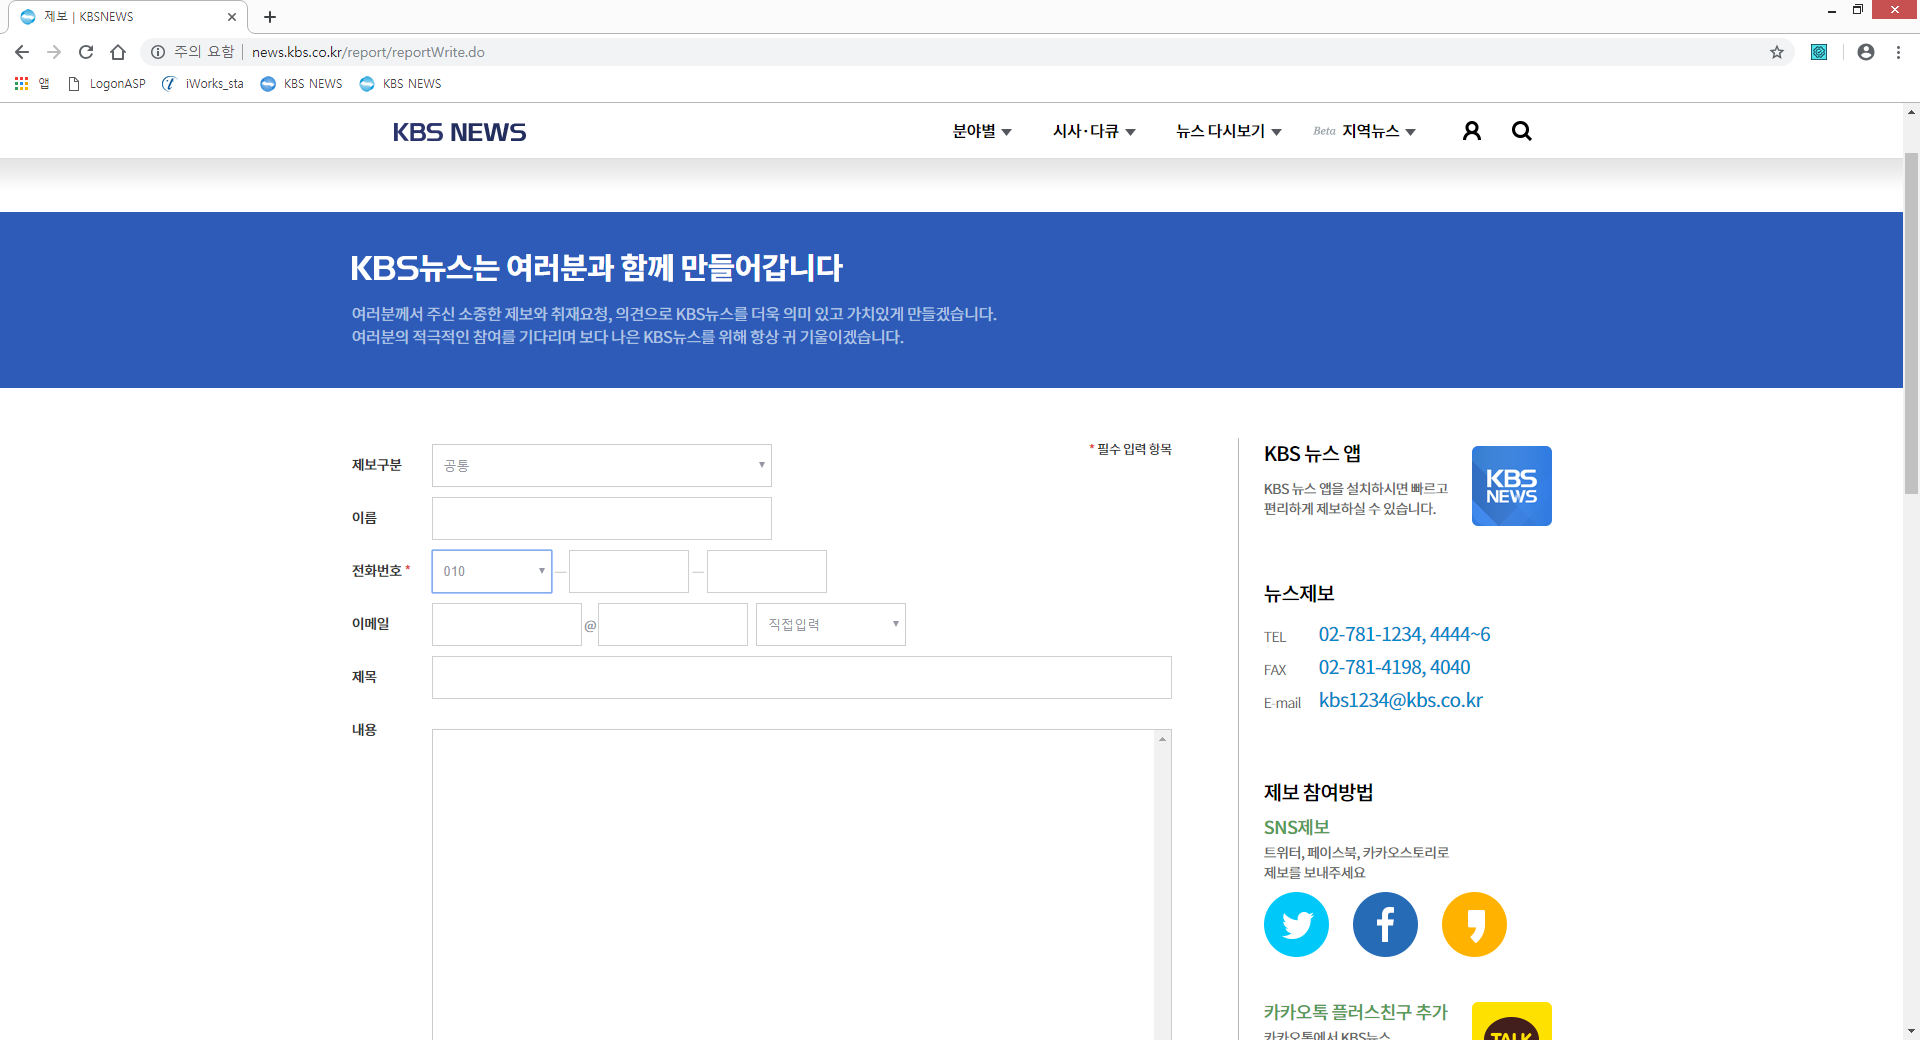 제보 | KBSNEWS
주의 요함 | news.kbs.co.kr/report/reportWrite.do
앱 LogonASP iWorks_sta KBS NEWS KBS NEWS
KBS NEWS 분야별 시사·다큐 뉴스 다시보기 Beta 지역뉴스
KBS뉴스는 여러분과 함께 만들어갑니다
여러분께서 주신 소중한 제보와 취재요청, 의견으로 KBS뉴스를 더욱 의미 있고 가치있게 만들겠습니다.
여러분의 적극적인 참여를 기다리며 보다 나은 KBS뉴스를 위해 항상 귀 기울이겠습니다.
* 필수 입력 항목
제보구분 공통
이름
전화번호 * 010
이메일 @ 직접입력
제목
내용
KBS 뉴스 앱
KBS 뉴스 앱을 설치하시면 빠르고
편리하게 제보하실 수 있습니다.
KBS
NEWS
뉴스제보
TEL 02-781-1234, 4444~6
FAX 02-781-4198, 4040
E-mail kbs1234@kbs.co.kr
제보 참여방법
SNS제보
트위터, 페이스북, 카카오스토리로
제보를 보내주세요
카카오톡 플러스친구 추가
카카오톡에서 KBS뉴스
TALK